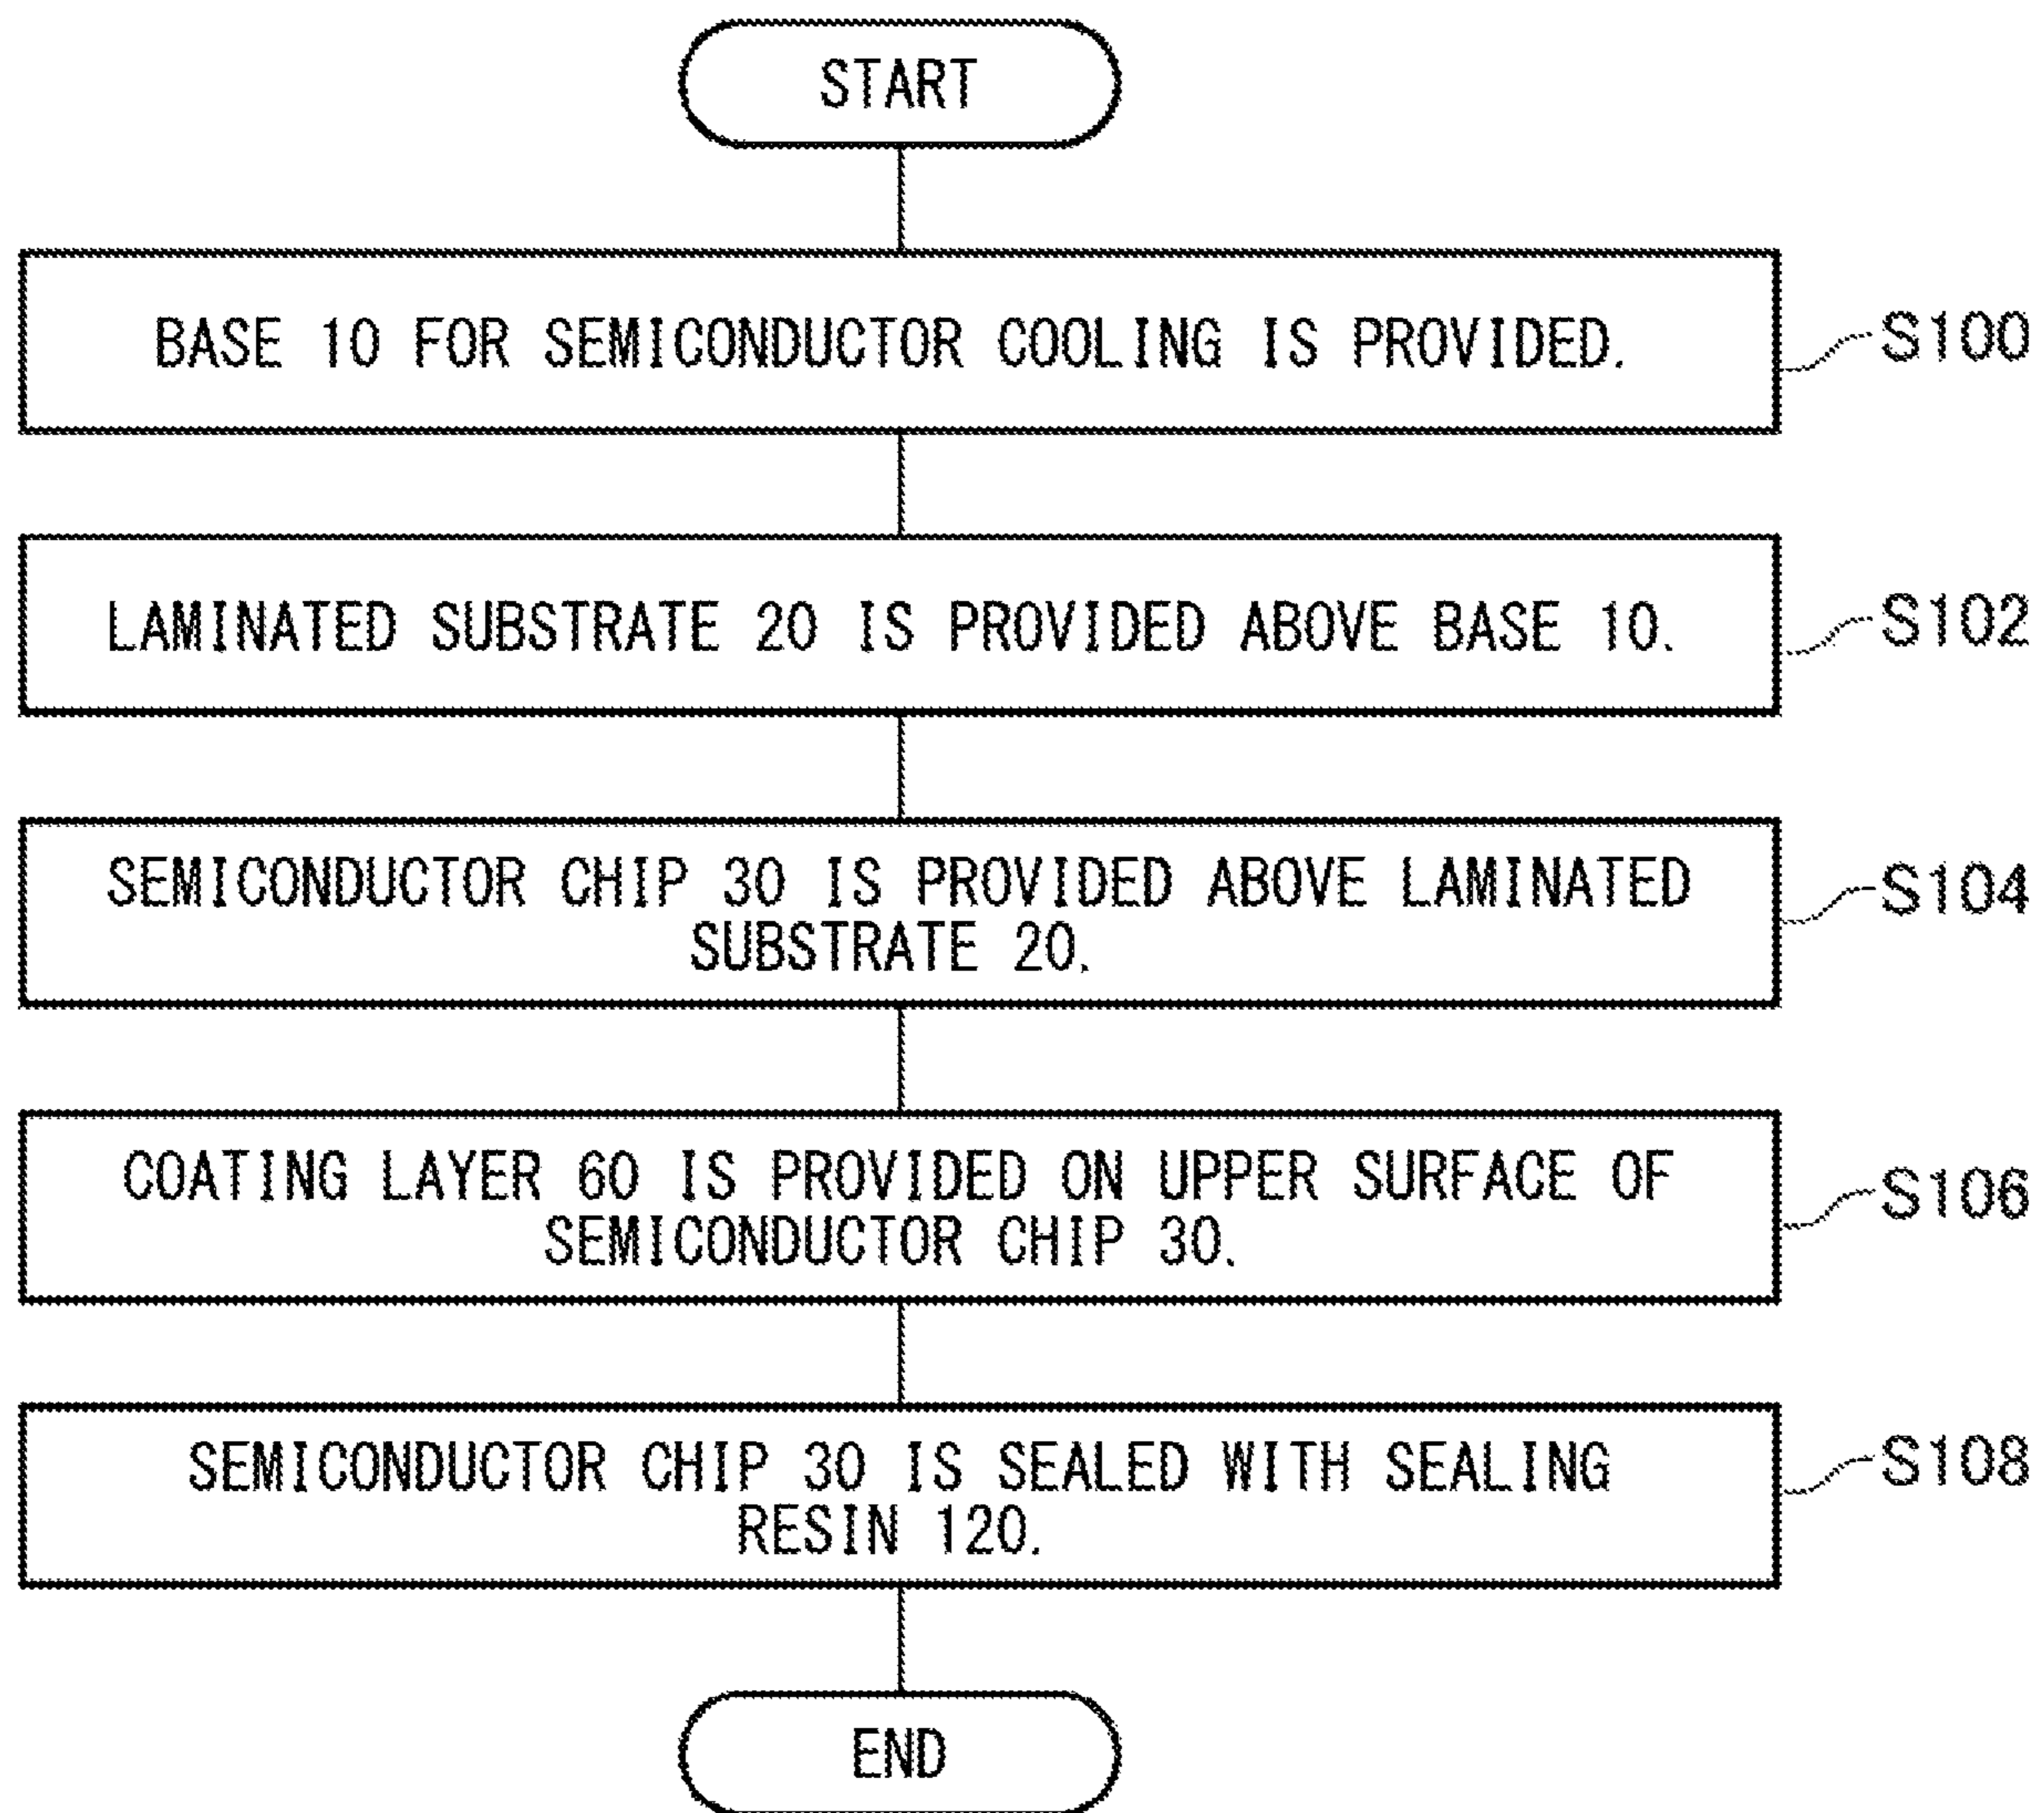 START
BASE 10 FOR SEMICONDUCTOR COOLING IS PROVIDED.
S100
LAMINATED SUBSTRATE 20 IS PROVIDED ABOVE BASE 10.
S102
SEMICONDUCTOR CHIP 30 IS PROVIDED ABOVE LAMINATED
SUBSTRATE 20.
S104
COATING LAYER 60 IS PROVIDED ON UPPER SURFACE OF
SEMICONDUCTOR CHIP 30.
S106
SEMICONDUCTOR CHIP 30 IS SEALED WITH SEALING
RESIN 120.
S108
END